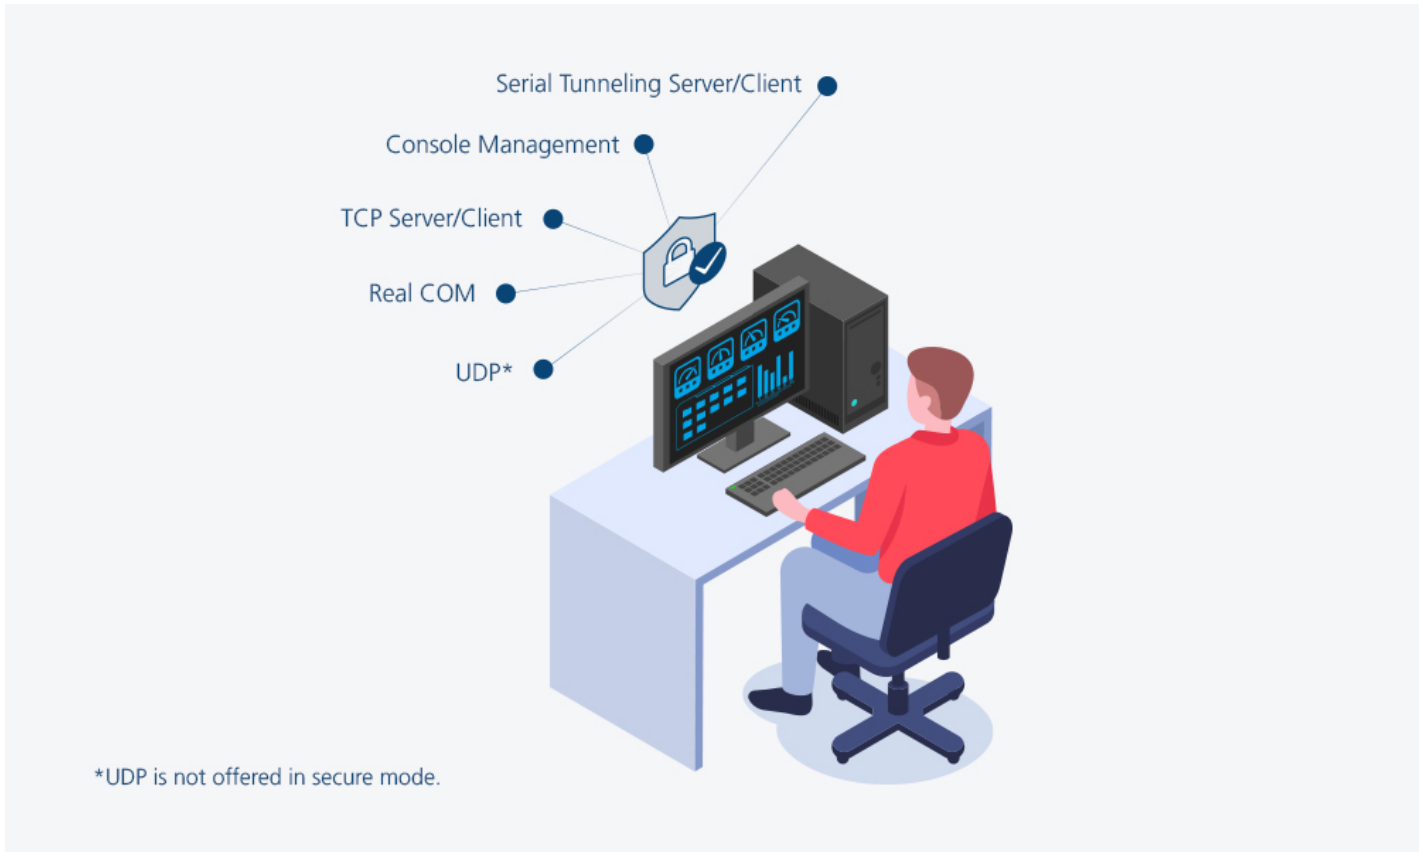 Serial Tunneling Server/Client
Console Management
TCP Server/Client
Real COM
UDP*
*UDP is not offered in secure mode.